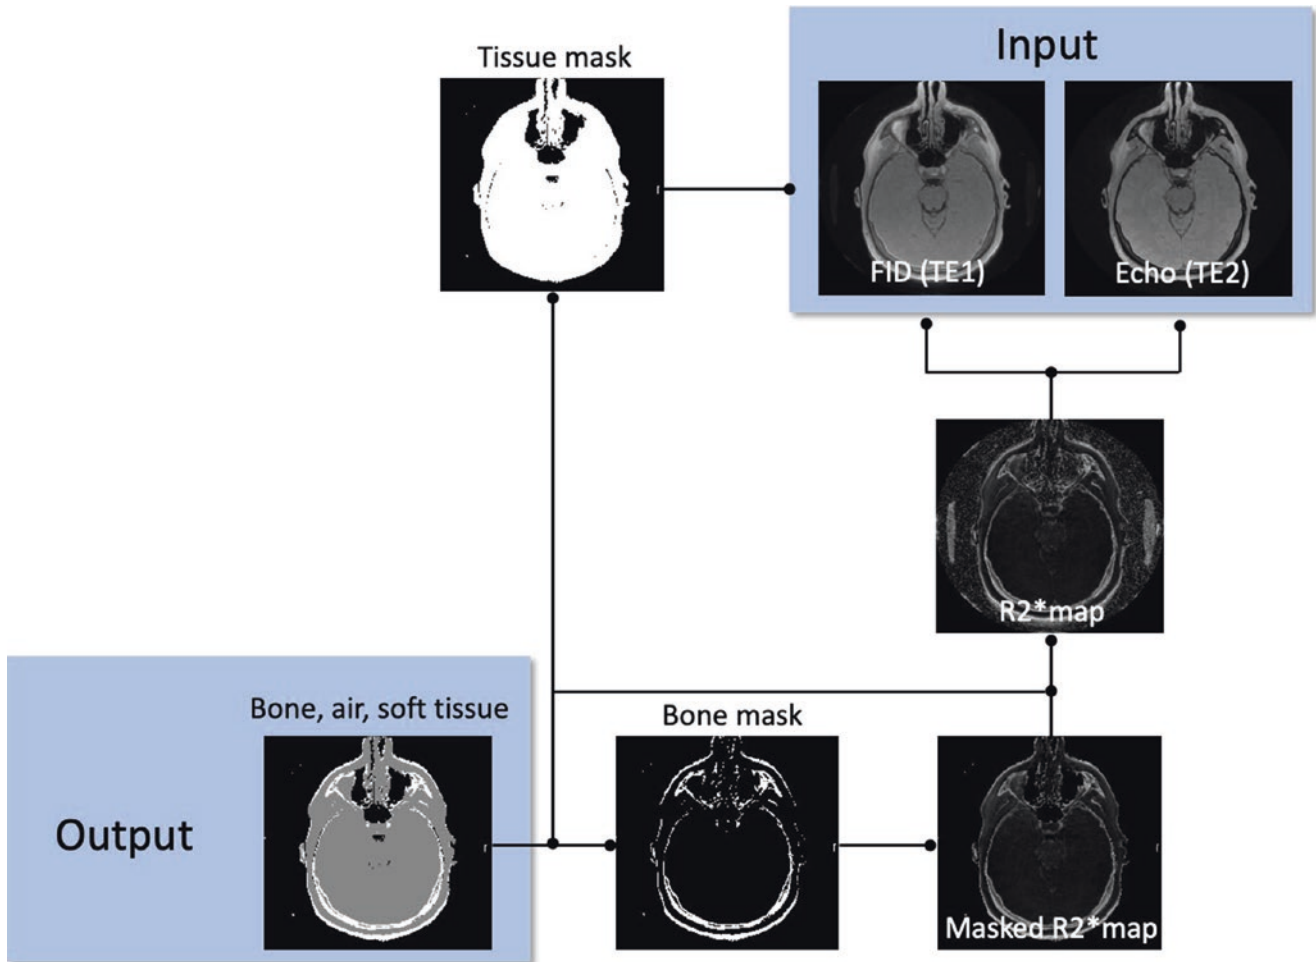 Tissue mask
Input
FID (TE1)
Echo (TE2)
R2*map
Bone, air, soft tissue
Bone mask
Output
Masked R2*map